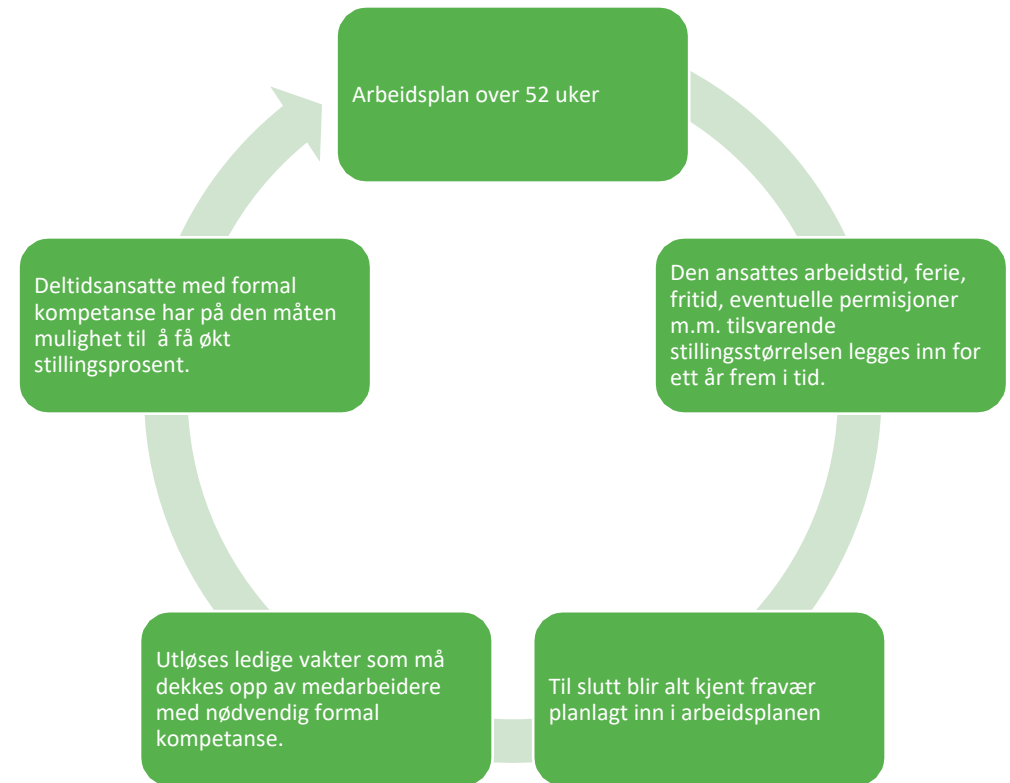 Arbeidsplan over 52 uker
Den ansattes arbeidstid, ferie,
fritid, eventuelle permisjoner
m.m. tilsvarende
stillingsstørrelsen legges inn for
ett år frem i tid.
Til slutt blir alt kjent fravær
planlagt inn i arbeidsplanen
Utløses ledige vakter som må
dekkes opp av medarbeidere
med nødvendig formal
kompetanse.
Deltidsansatte med formal
kompetanse har på den måten
mulighet til  å få økt
stillingsprosent.